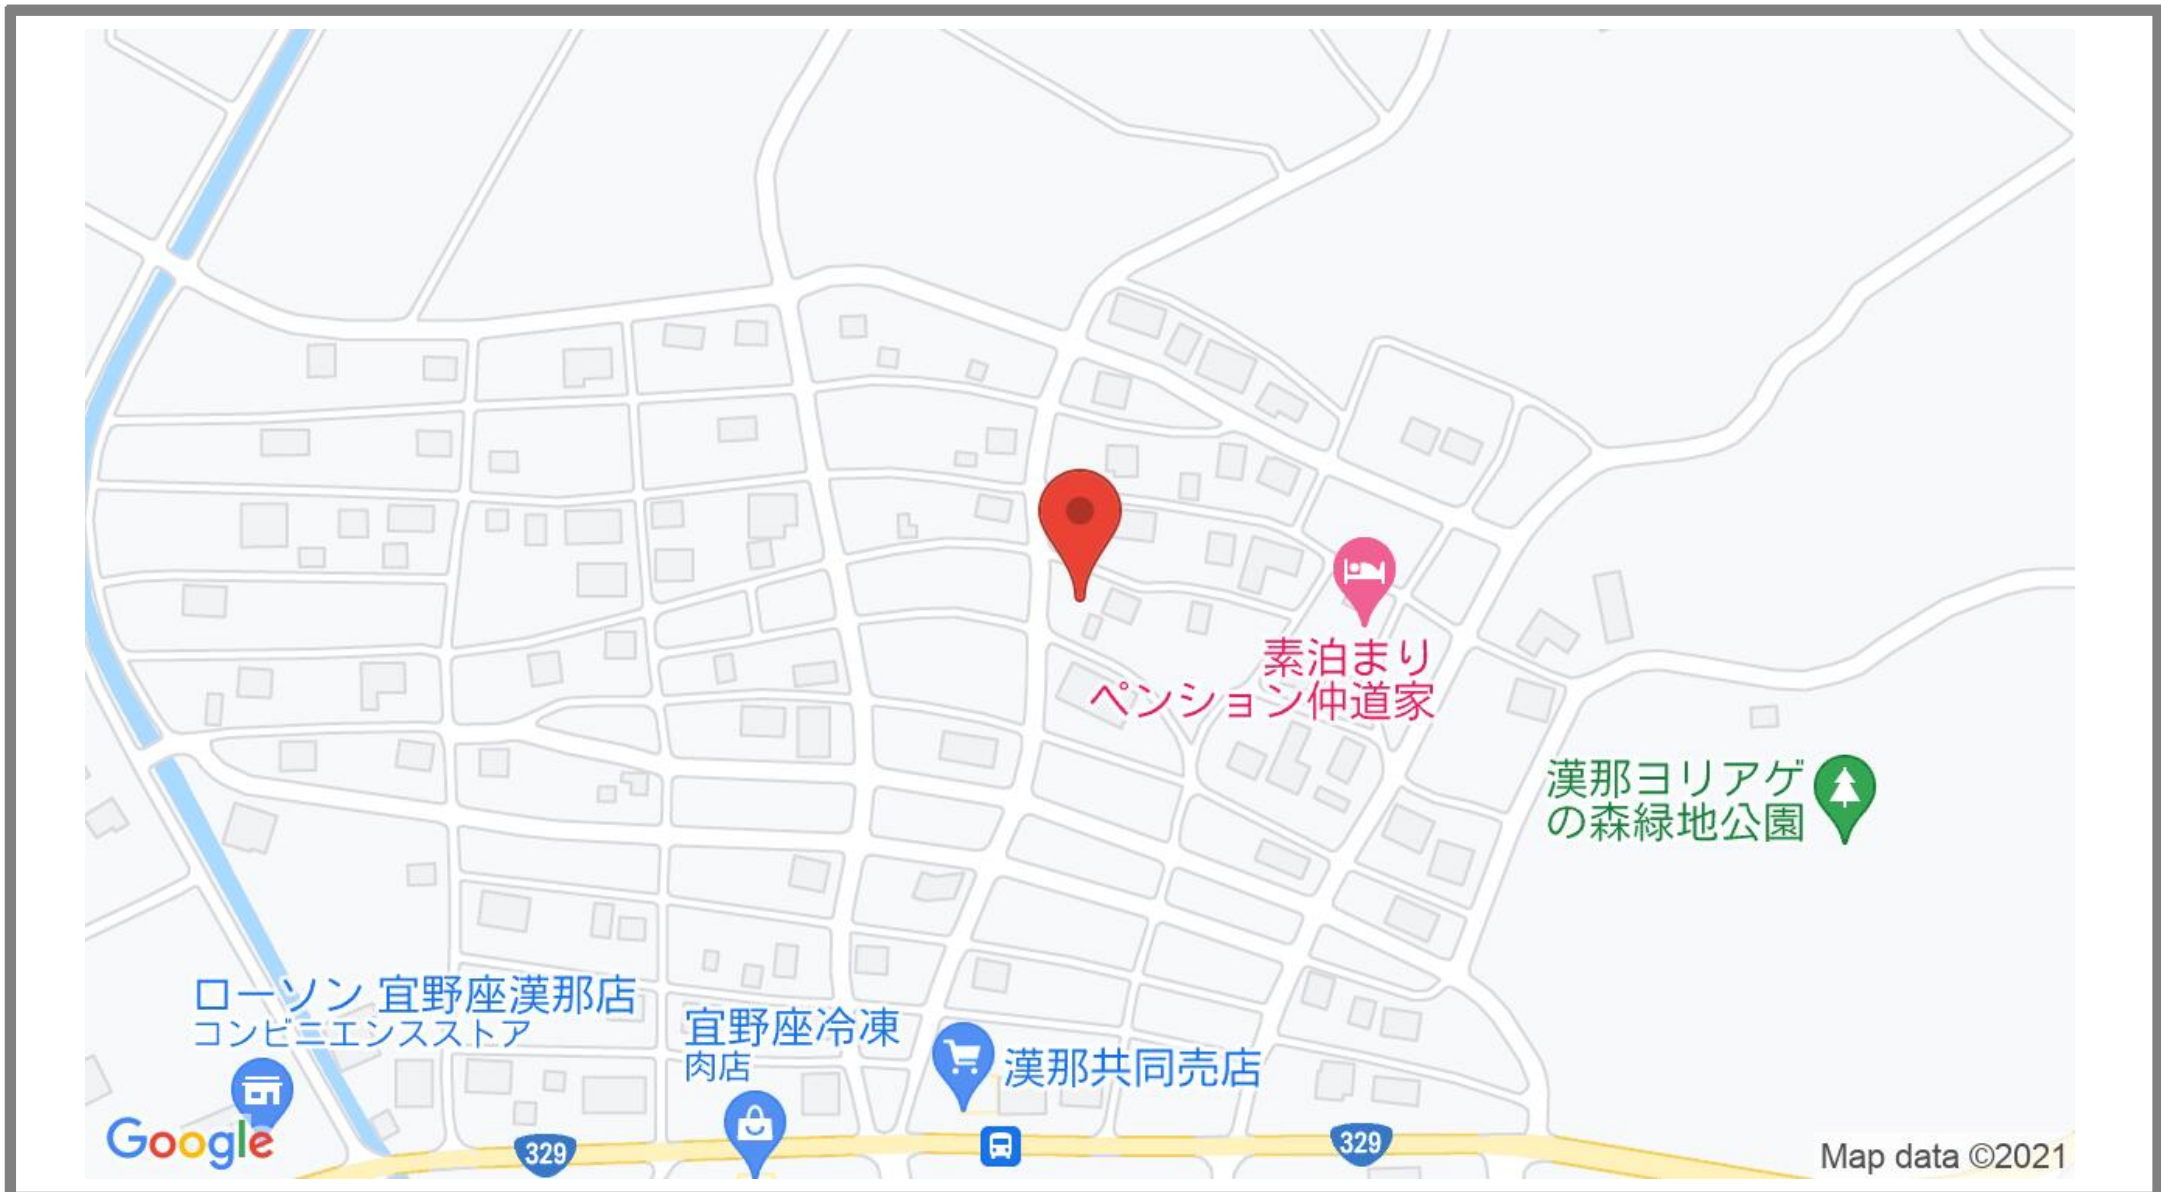 素泊まり
ペンション仲道家
漢那ヨリアゲ
の森緑地公園
ローソン 宜野座漢那店
コンビニエンスストア
宜野座冷凍
肉店
漢那共同売店
329
329
Google
Map data ©2021